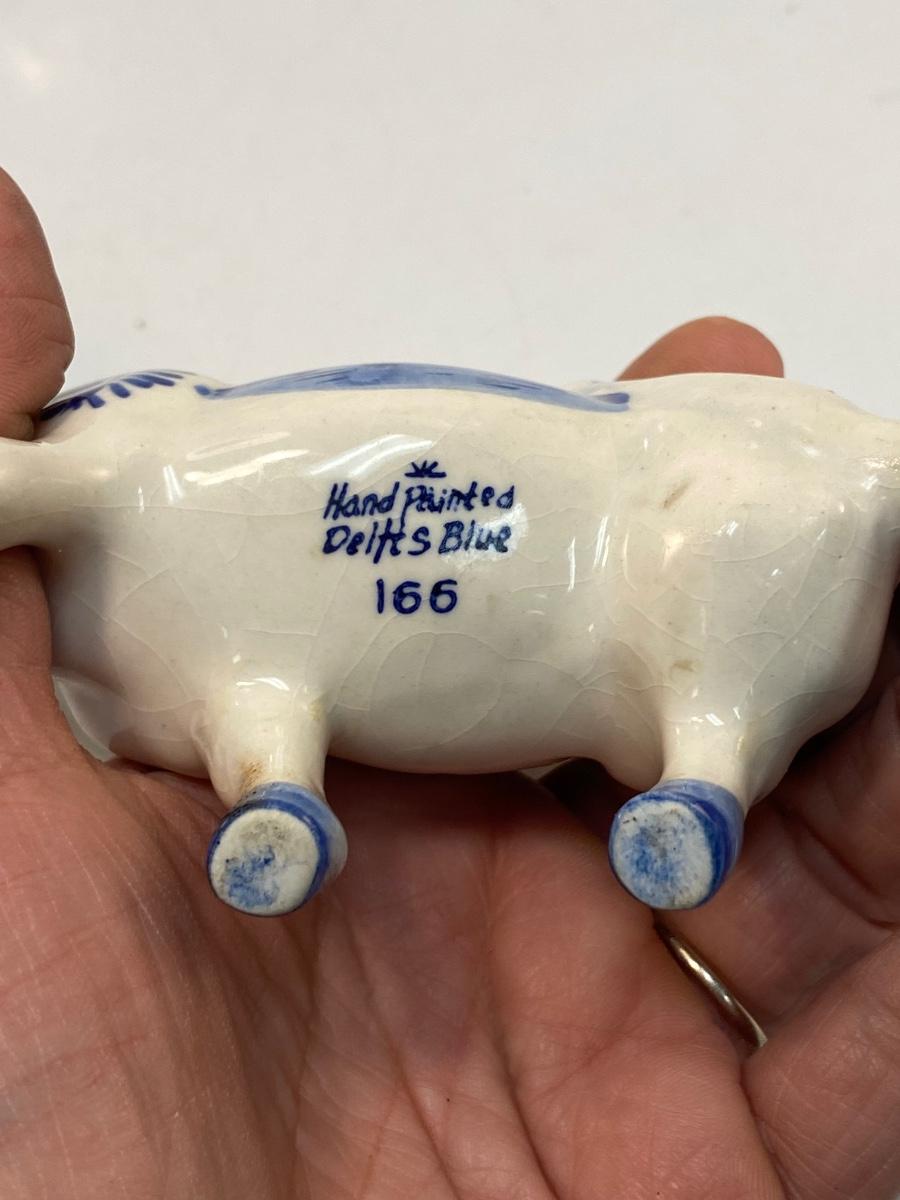 Hand Painted
Delfts Blue
166